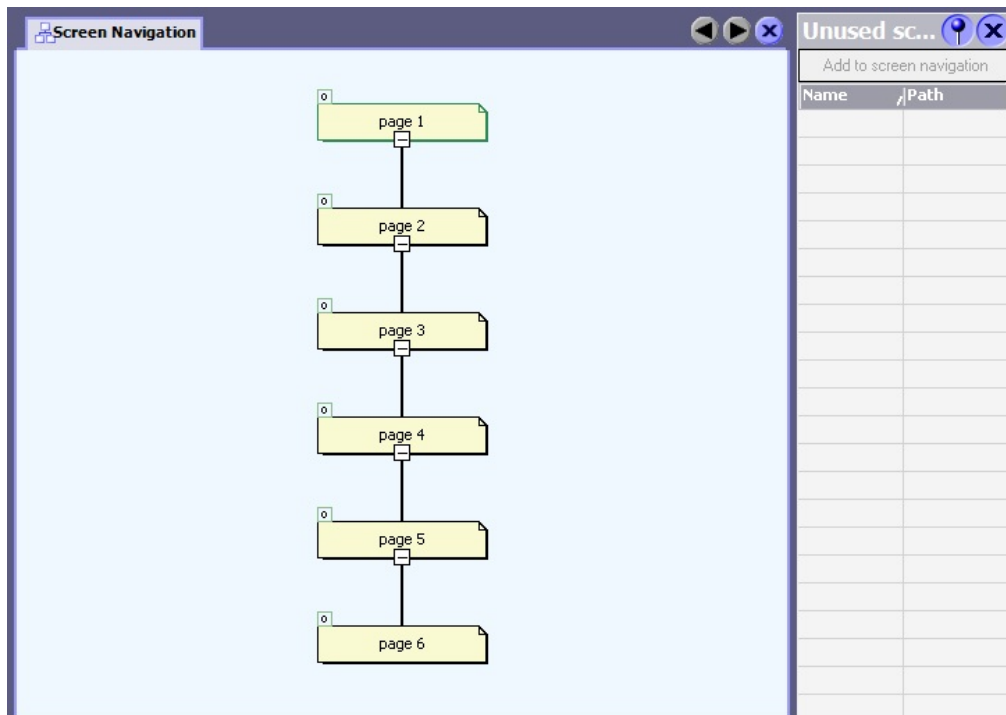 Screen Navigation
Unused sc...
Add to screen navigation
Name
Path
o
page 1
o
page 2
o
page 3
o
page 4
o
page 5
o
page 6